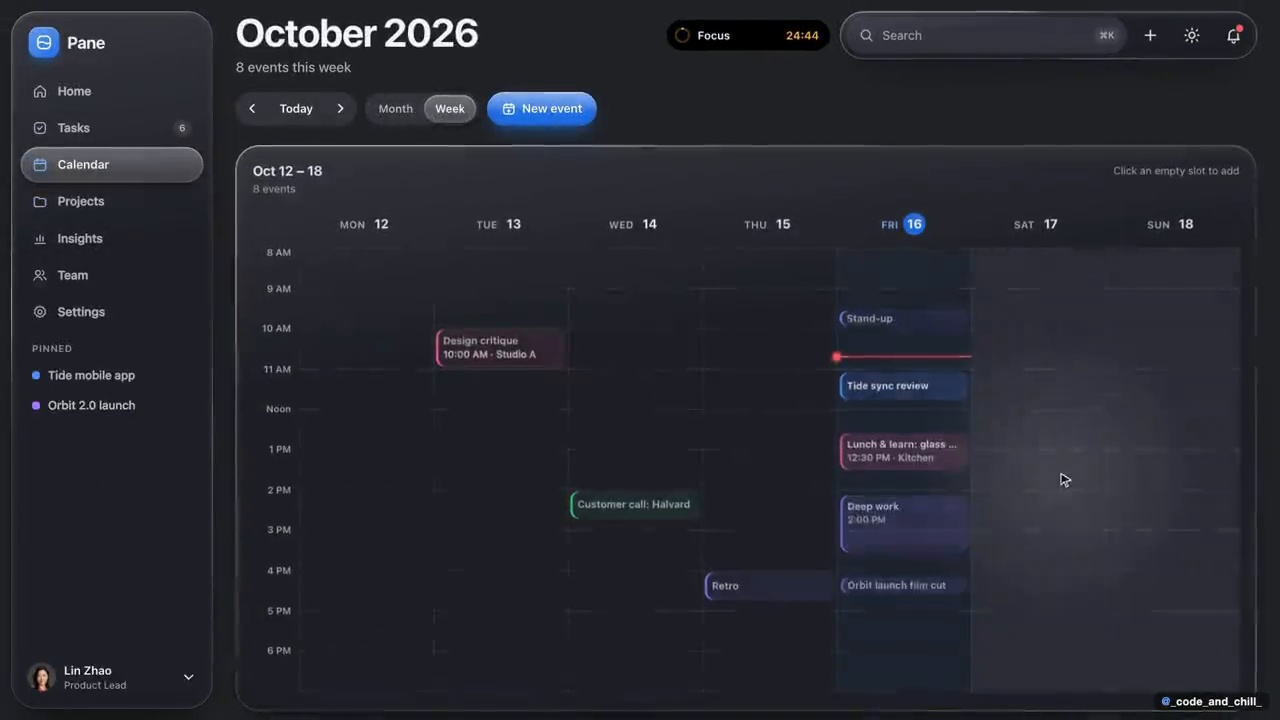 Pane
Home
Tasks 6
Calendar
Projects
Insights
Team
Settings
PINNED
Tide mobile app
Orbit 2.0 launch
Lin Zhao
Product Lead
October 2026
8 events this week
Focus 24:44
Search ⌘K
Today
Month Week
New event
Oct 12 – 18
8 events
Click an empty slot to add
MON 12 TUE 13 WED 14 THU 15 FRI 16 SAT 17 SUN 18
8 AM
9 AM
Stand-up
10 AM
Design critique
10:00 AM · Studio A
11 AM
Tide sync review
Noon
1 PM
Lunch & learn: glass ...
12:30 PM · Kitchen
2 PM
Customer call: Halvard
Deep work
2:00 PM
3 PM
4 PM
Retro
Orbit launch film cut
5 PM
6 PM
@_code_and_chill_